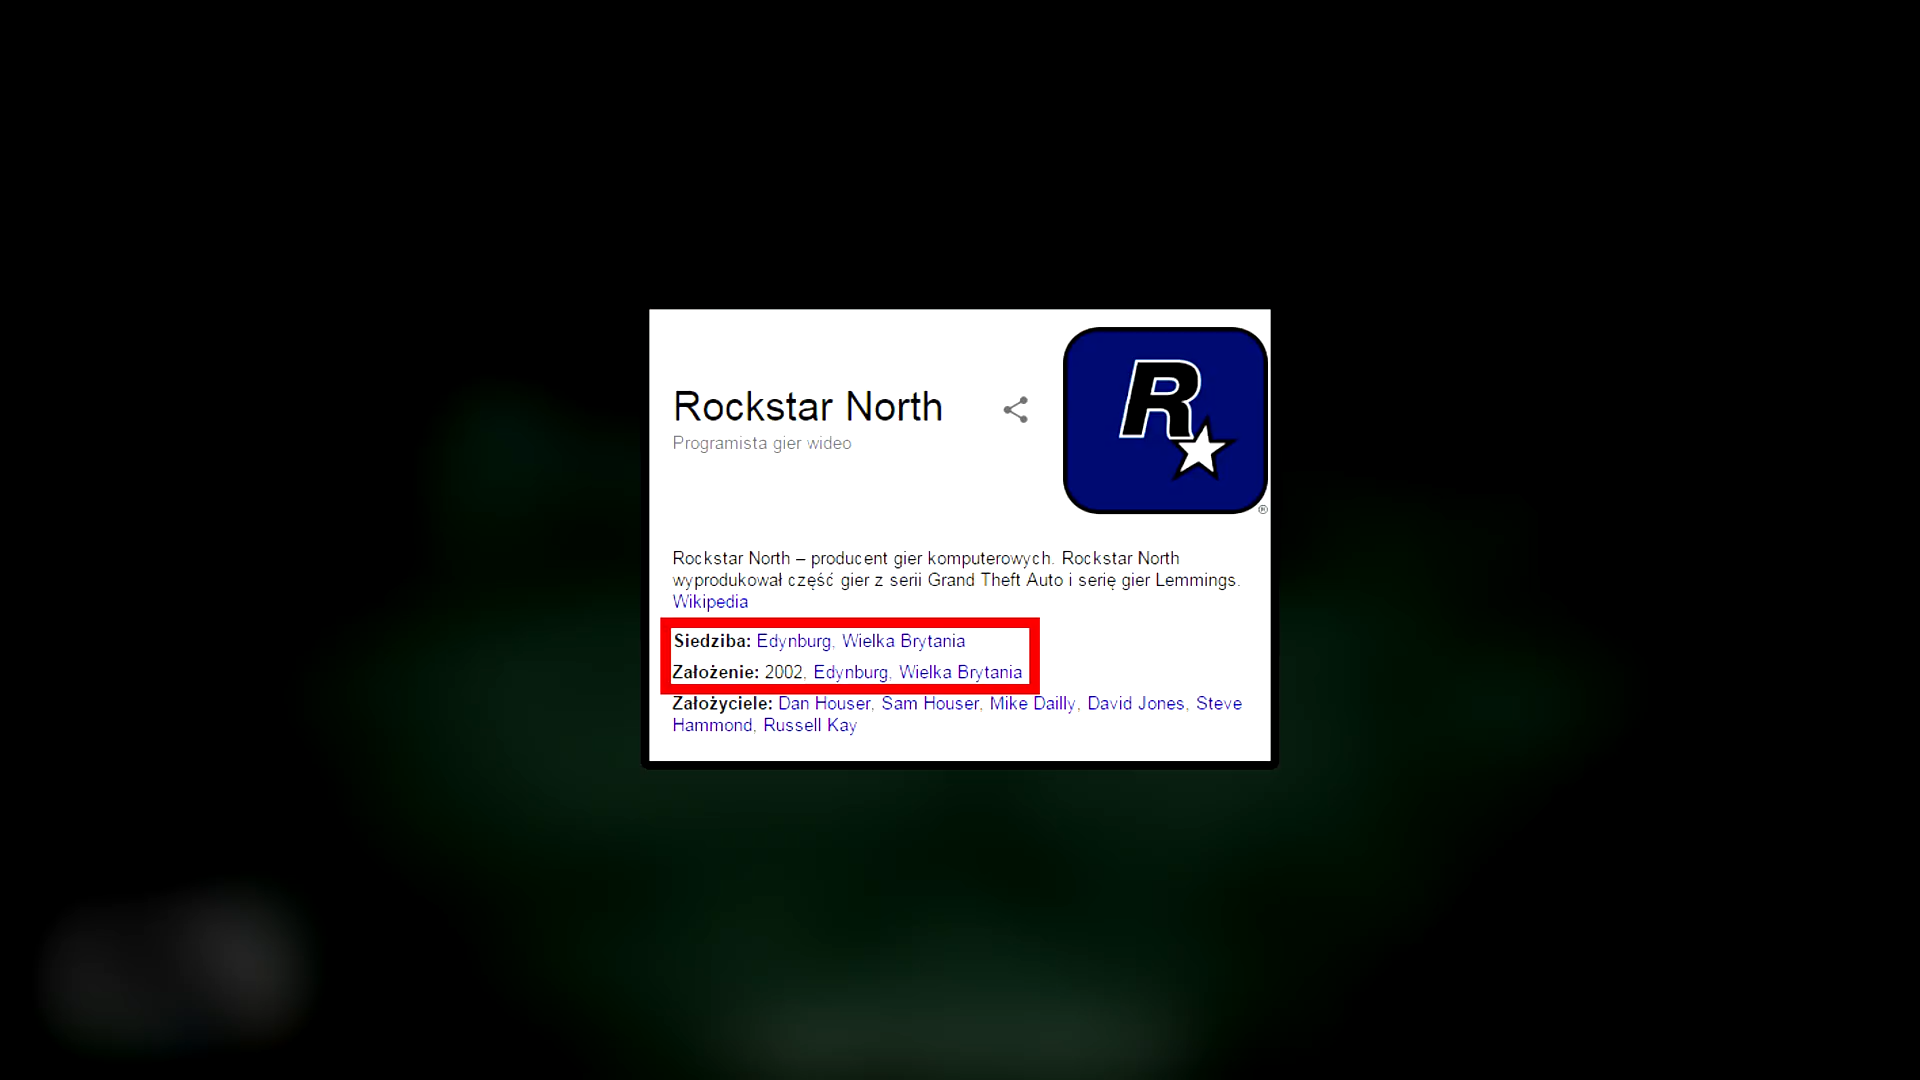 Rockstar North
Programista gier wideo
R
®
Rockstar North – producent gier komputerowych. Rockstar North
wyprodukował część gier z serii Grand Theft Auto i serię gier Lemmings.
Wikipedia
Siedziba: Edynburg, Wielka Brytania
Założenie: 2002, Edynburg, Wielka Brytania
Założyciele: Dan Houser, Sam Houser, Mike Dailly, David Jones, Steve
Hammond, Russell Kay